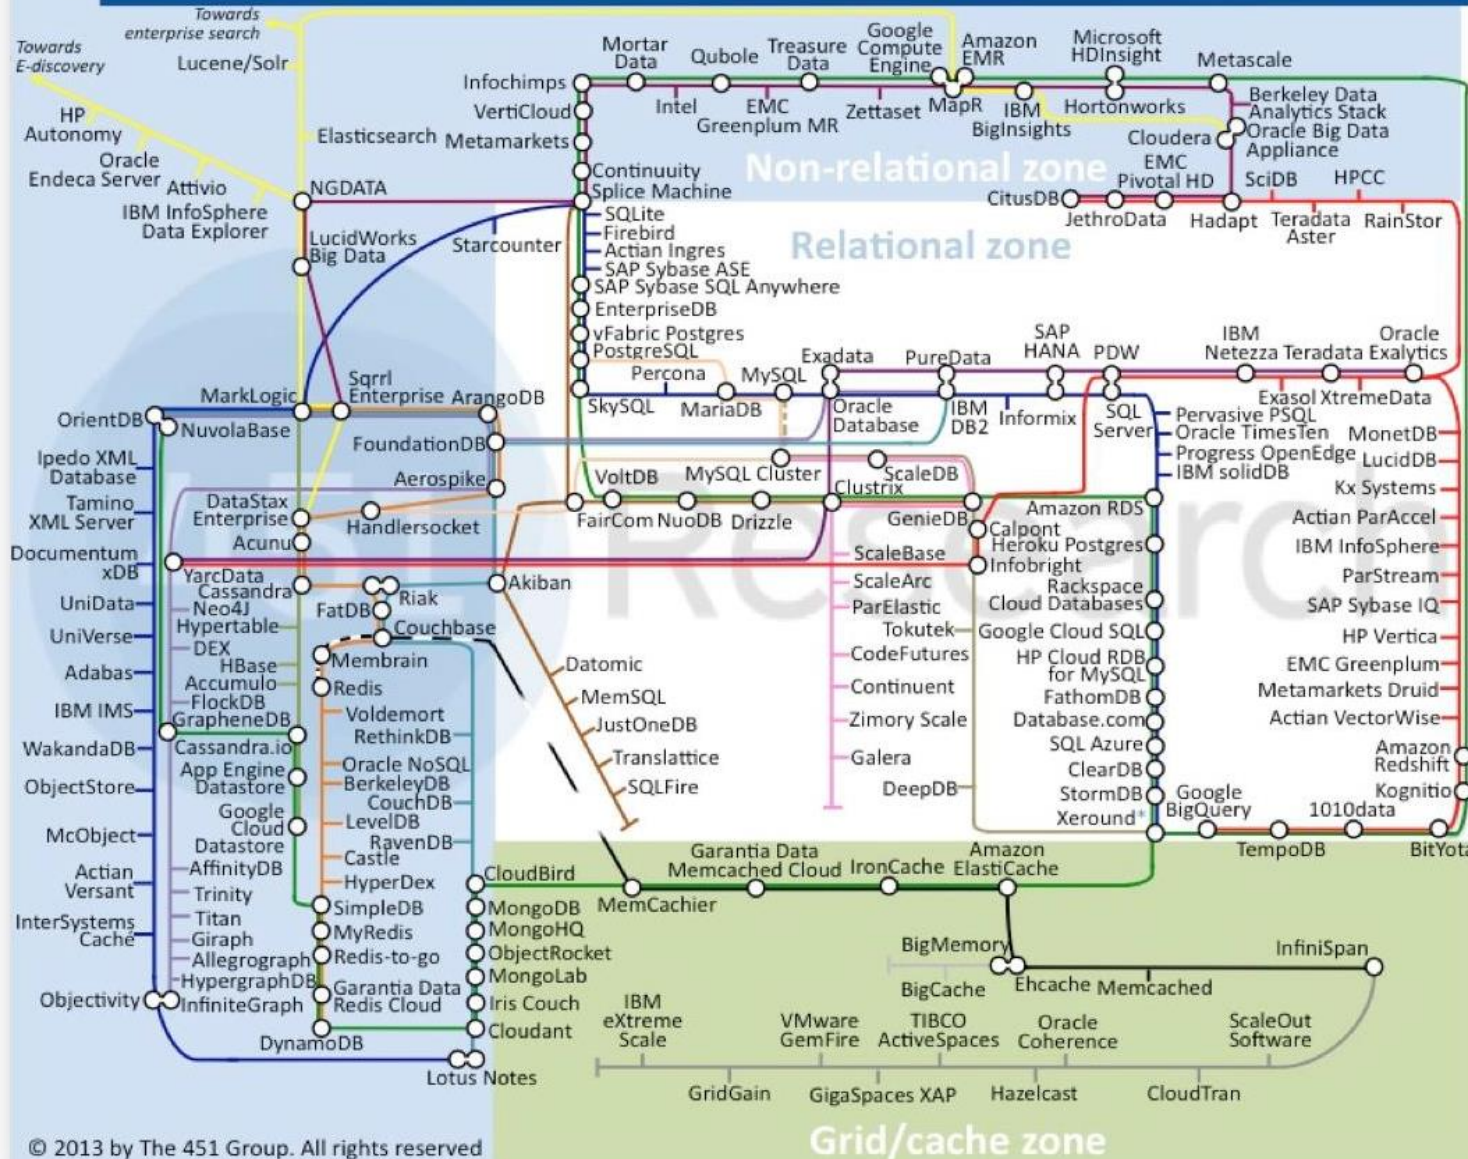 Towards
enterprise search
Towards
E-discovery
Lucene/Solr
HP
Autonomy
Oracle
Endeca Server
Attivio
IBM InfoSphere
Data Explorer
Elasticsearch
NGDATA
LucidWorks
Big Data
Starcounter
Infochimps
VertiCloud
Metamarkets
Continuuity
Splice Machine
Mortar
Data
Qubole
Treasure
Data
Google
Compute
Engine
Amazon
EMR
Microsoft
HDInsight
Metascale
Intel
EMC
Greenplum MR
Zettaset
MapR
IBM
BigInsights
Hortonworks
Berkeley Data
Analytics Stack
Cloudera
Oracle Big Data
Appliance
Non-relational zone
EMC
Pivotal HD
SciDB
HPCC
CitusDB
JethroData
Hadapt
Teradata
Aster
RainStor
Relational zone
SQLite
Firebird
Actian Ingres
SAP Sybase ASE
SAP Sybase SQL Anywhere
EnterpriseDB
vFabric Postgres
PostgreSQL
Percona
SkySQL
MariaDB
MySQL
Exadata
PureData
SAP
HANA
PDW
IBM
Netezza
Teradata
Oracle
Exalytics
Oracle
Database
IBM
DB2
Informix
SQL
Server
Exasol
XtremeData
Pervasive PSQL
Oracle TimesTen
Progress OpenEdge
IBM solidDB
MonetDB
LucidDB
Kx Systems
Actian ParAccel
IBM InfoSphere
ParStream
SAP Sybase IQ
HP Vertica
EMC Greenplum
Metamarkets Druid
Actian VectorWise
Amazon
Redshift
Kognitio
MarkLogic
Sqrrl
Enterprise
ArangoDB
OrientDB
NuvolaBase
FoundationDB
Aerospike
Ipedo XML
Database
Tamino
XML Server
Documentum
xDB
UniData
UniVerse
Adabas
IBM IMS
WakandaDB
ObjectStore
McObject
Actian
Versant
InterSystems
Caché
Objectivity
DataStax
Enterprise
Acunu
Handlersocket
YarcData
Cassandra
Neo4J
Hypertable
DEX
HBase
Accumulo
FlockDB
GrapheneDB
Cassandra.io
App Engine
Datastore
Google
Cloud
Datastore
AffinityDB
Trinity
Titan
Giraph
Allegrograph
HypergraphDB
InfiniteGraph
FatDB
Riak
Couchbase
Membrain
Redis
Voldemort
RethinkDB
Oracle NoSQL
BerkeleyDB
CouchDB
LevelDB
RavenDB
Castle
HyperDex
SimpleDB
MyRedis
Redis-to-go
Garantia Data
Redis Cloud
DynamoDB
CloudBird
MongoDB
MongoHQ
ObjectRocket
MongoLab
Iris Couch
Cloudant
Lotus Notes
Akiban
VoltDB
MySQL Cluster
ScaleDB
Clustrix
FairCom
NuoDB
Drizzle
GenieDB
Research
Calpont
Infobright
ScaleBase
ScaleArc
ParElastic
Tokutek
CodeFutures
Continuent
Zimory Scale
Galera
DeepDB
Datomic
MemSQL
JustOneDB
Translattice
SQLFire
Amazon RDS
Heroku Postgres
Rackspace
Cloud Databases
Google Cloud SQL
HP Cloud RDB
for MySQL
FathomDB
Database.com
SQL Azure
ClearDB
StormDB
Xeround*
Google
BigQuery
TempoDB
1010data
BitYota
MemCachier
Garantia Data
Memcached Cloud
IronCache
Amazon
ElastiCache
BigMemory
BigCache
Ehcache
Memcached
InfiniSpan
IBM
eXtreme
Scale
GridGain
VMware
GemFire
GigaSpaces XAP
TIBCO
ActiveSpaces
Hazelcast
Oracle
Coherence
CloudTran
ScaleOut
Software
Grid/cache zone
© 2013 by The 451 Group. All rights reserved